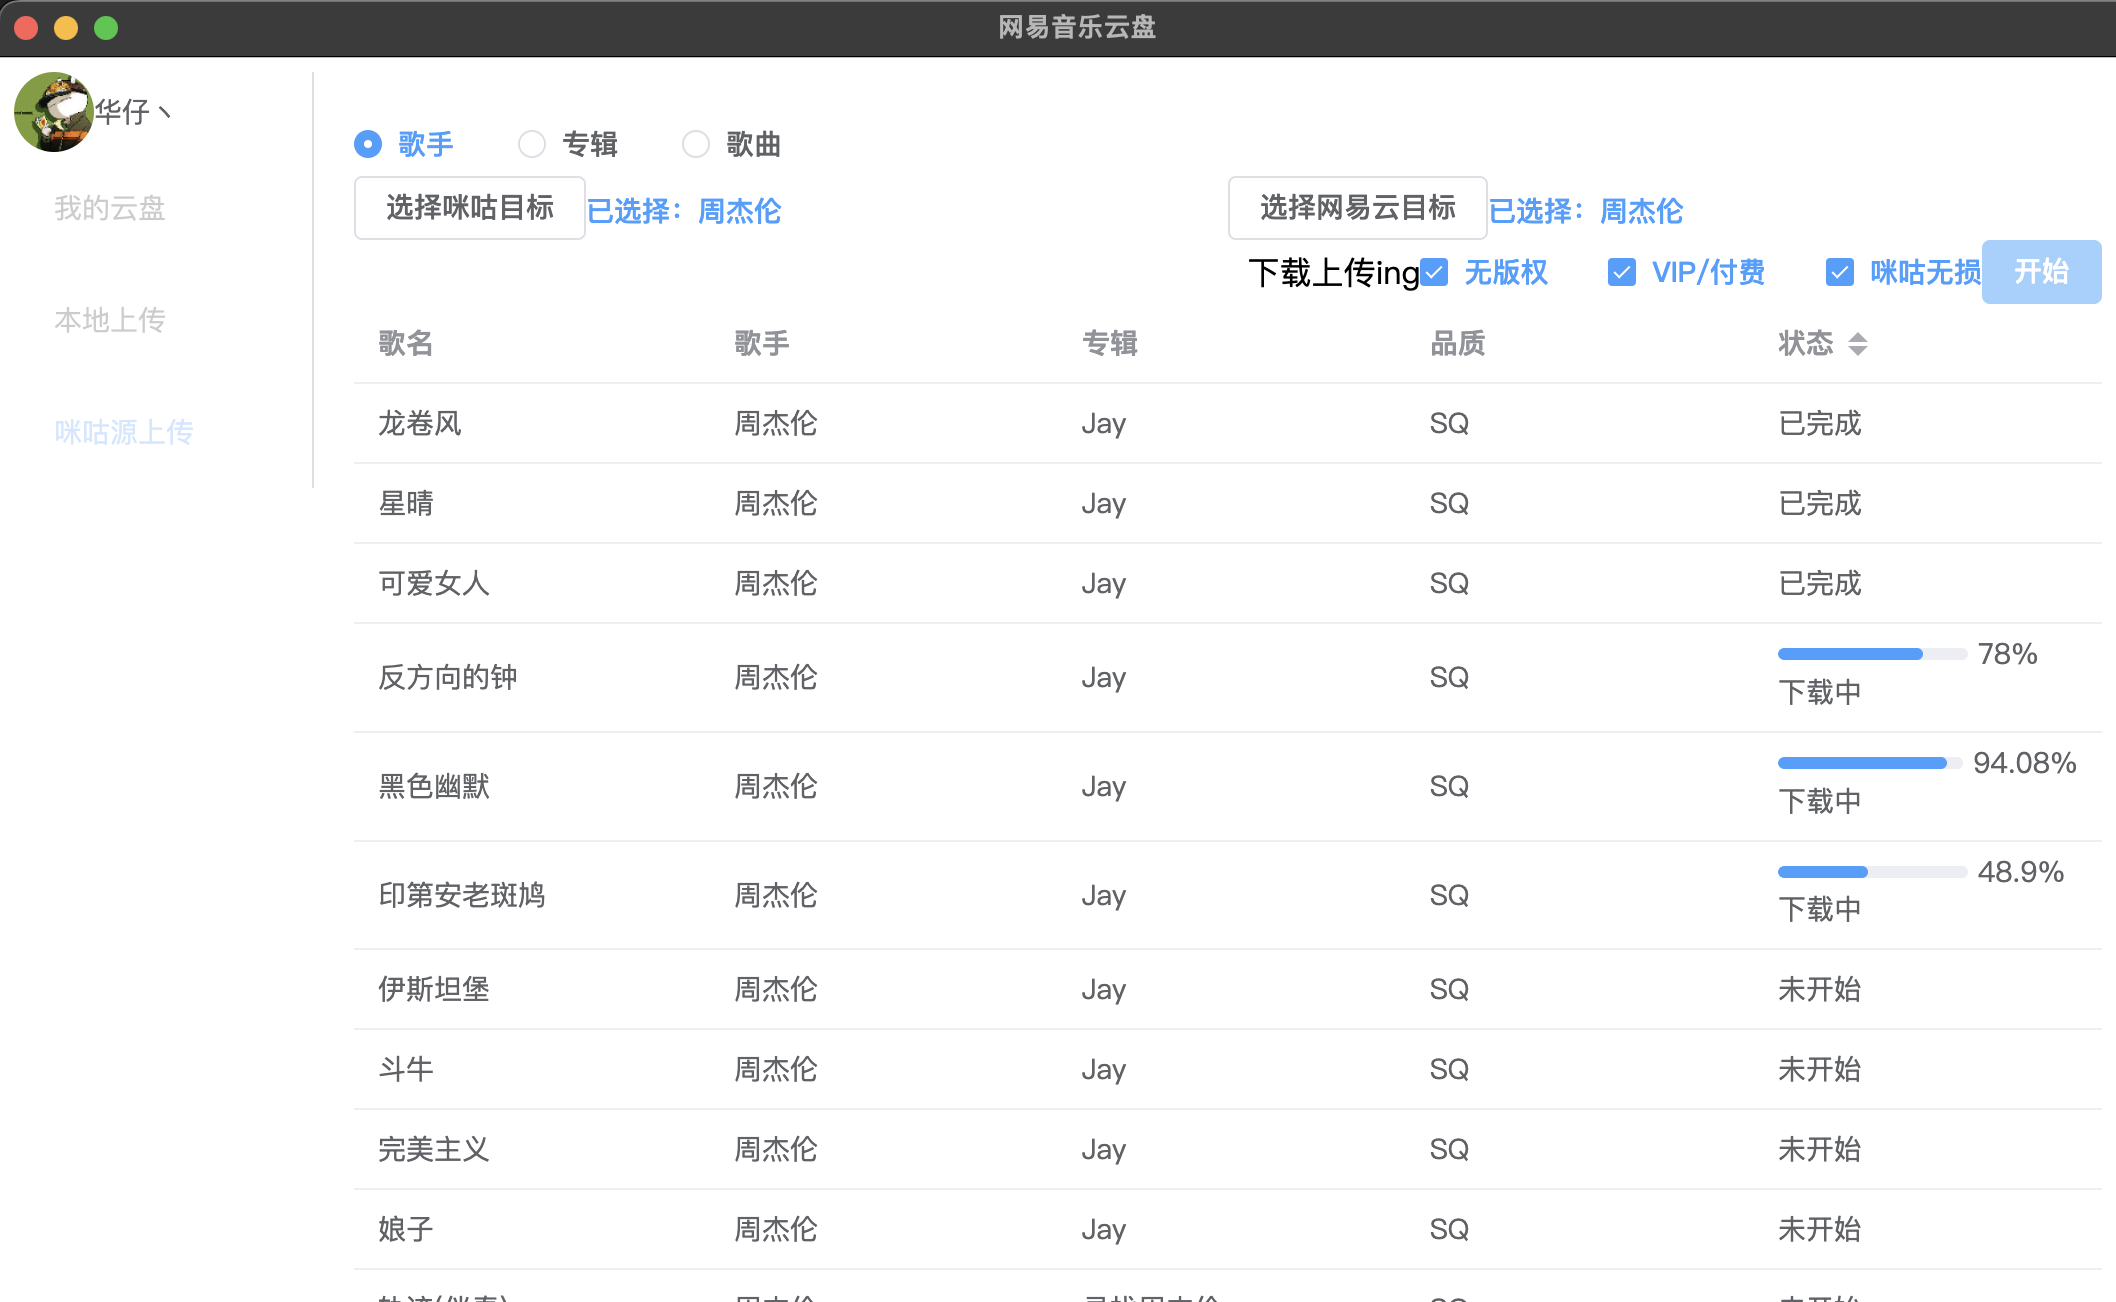 网易音乐云盘
华仔丶
我的云盘
本地上传
咪咕源上传
歌手 专辑 歌曲
选择咪咕目标 已选择：周杰伦 选择网易云目标 已选择：周杰伦
下载上传ing 无版权 VIP/付费 咪咕无损 开始
歌名 歌手 专辑 品质 状态
龙卷风 周杰伦 Jay SQ 已完成
星晴 周杰伦 Jay SQ 已完成
可爱女人 周杰伦 Jay SQ 已完成
反方向的钟 周杰伦 Jay SQ 78% 下载中
黑色幽默 周杰伦 Jay SQ 94.08% 下载中
印第安老斑鸠 周杰伦 Jay SQ 48.9% 下载中
伊斯坦堡 周杰伦 Jay SQ 未开始
斗牛 周杰伦 Jay SQ 未开始
完美主义 周杰伦 Jay SQ 未开始
娘子 周杰伦 Jay SQ 未开始